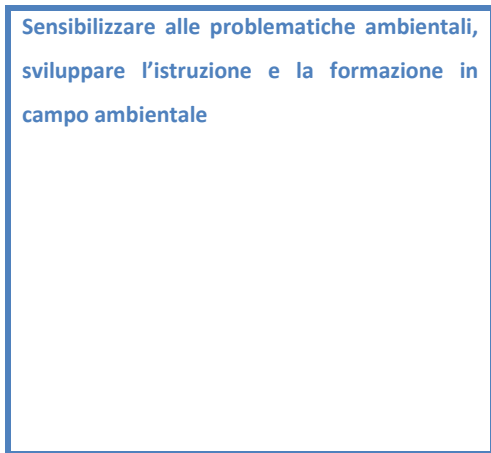 Sensibilizzare alle problematiche ambientali,
sviluppare l’istruzione e la formazione in
campo ambientale